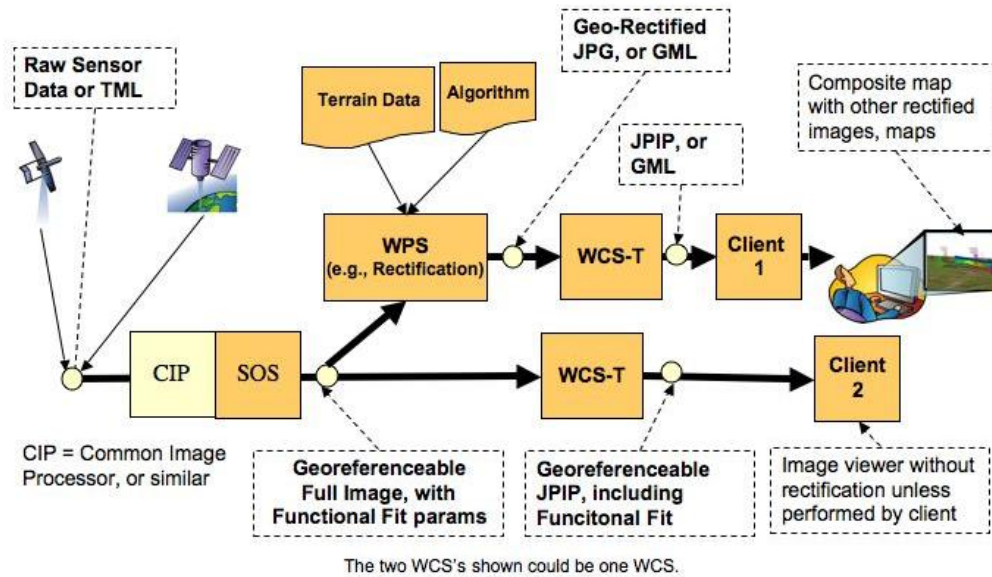 Raw Sensor
Data or TML
Terrain Data
Algorithm
Geo-Rectified
JPG, or GML
JPIP, or
GML
Composite map
with other rectified
images, maps
WPS
(e.g., Rectification)
WCS-T
Client
1
CIP
SOS
WCS-T
Client
2
CIP = Common Image
Processor, or similar
Georeferenceable
Full Image, with
Functional Fit params
Georeferenceable
JPIP, including
Funcitonal Fit
Image viewer without
rectification unless
performed by client
The two WCS's shown could be one WCS.